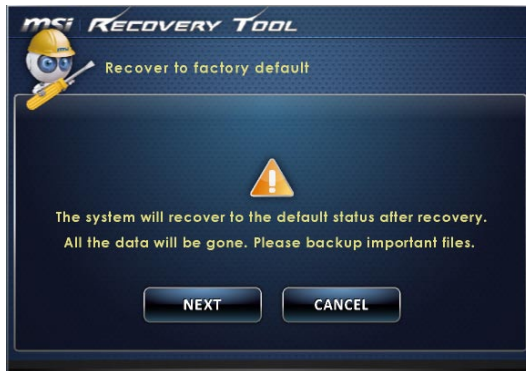 msi RECOVERY TOOL
Recover to factory default
The system will recover to the default status after recovery.
All the data will be gone. Please backup important files.
NEXT CANCEL